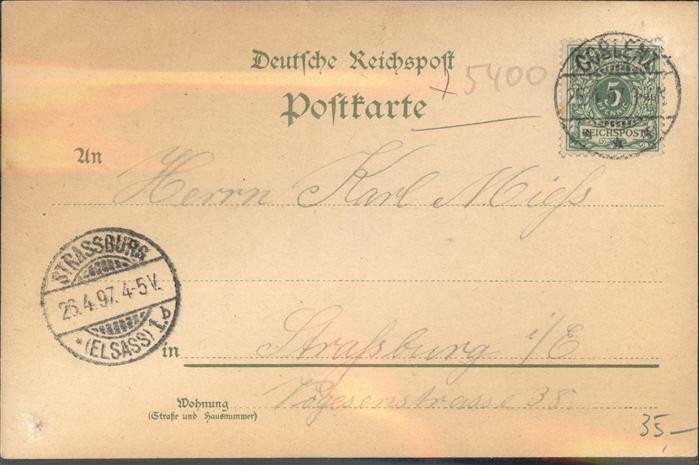 Deutsche Reichspost
+ 5400
Postkarte
COBLENZ
5
REICHSPOST
An Herrn Karl Mieß
STRASSBURG
26.4.97. 4-5 V.
* (ELSASS) 1.b
in Straßburg i/E
Wohnung
(Straße und Hausnummer)
Vogesenstrasse 38.
35,—